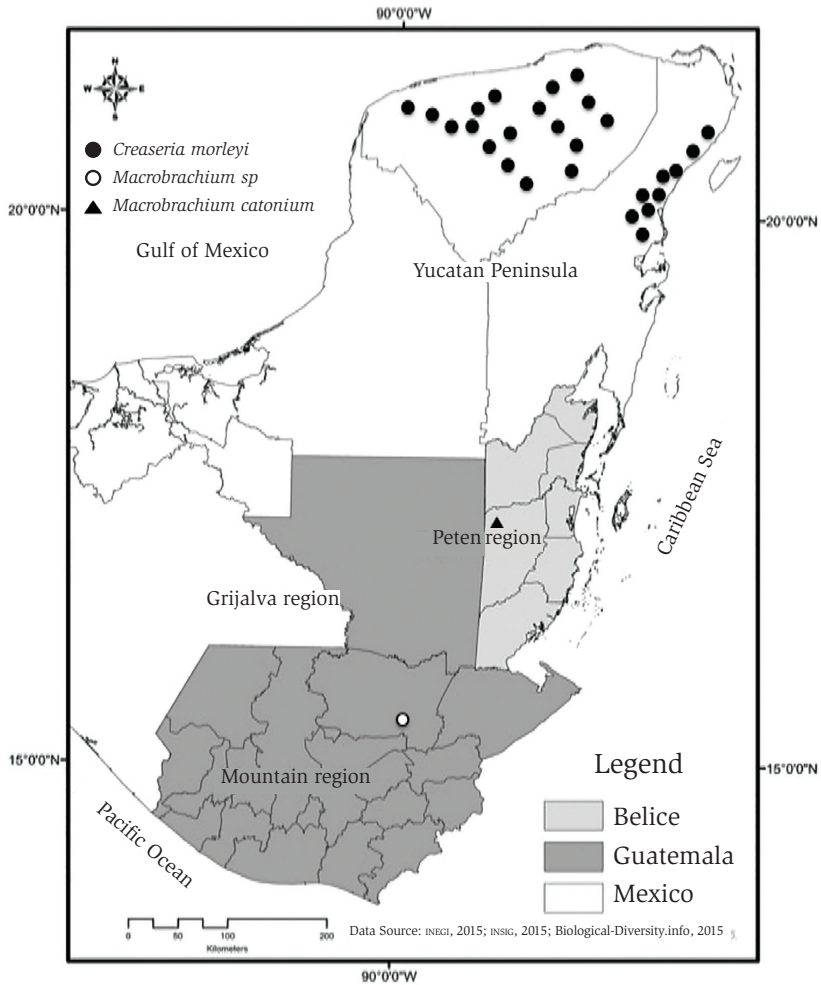 90°0'0"W
N
W E
S
Creaseria morleyi
Macrobrachium sp
Macrobrachium catonium
20°0'0"N
20°0'0"N
Gulf of Mexico
Yucatan Peninsula
Caribbean Sea
Peten region
Grijalva region
15°0'0"N
15°0'0"N
Mountain region
Pacific Ocean
Legend
Belice
Guatemala
Mexico
0 50 100 200
Kilometers
Data Source: INEGI, 2015; INSIG, 2015; Biological-Diversity.info, 2015
90°0'0"W